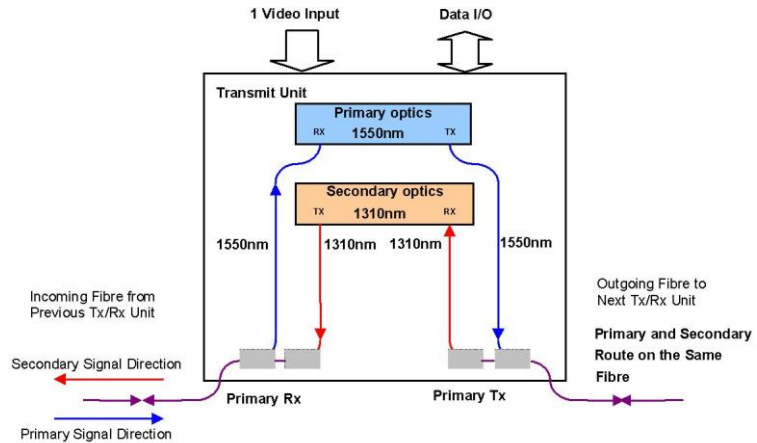 1 Video Input
Data I/O
Transmit Unit
Primary optics
RX
1550nm
TX
Secondary optics
TX
1310nm
RX
1550nm
1310nm
1310nm
1550nm
Incoming Fibre from
Previous Tx/Rx Unit
Outgoing Fibre to
Next Tx/Rx Unit
Primary and Secondary
Route on the Same
Fibre
Secondary Signal Direction
Primary Signal Direction
Primary Rx
Primary Tx